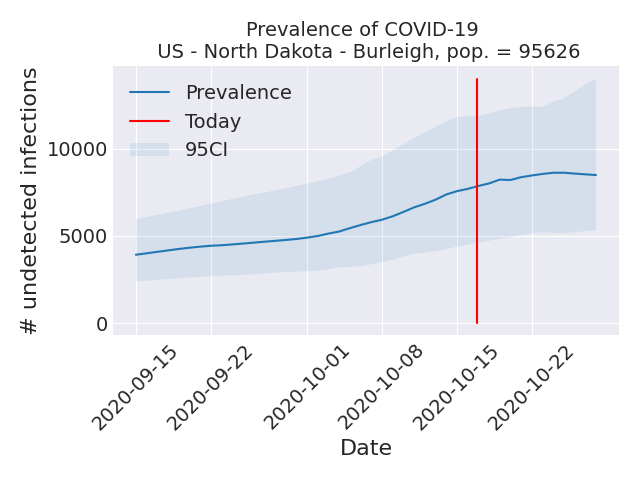 Prevalence of COVID-19
US - North Dakota - Burleigh, pop. = 95626
# undetected infections
10000
5000
0
Prevalence
Today
95CI
2020-09-15
2020-09-22
2020-10-01
2020-10-08
2020-10-15
2020-10-22
Date